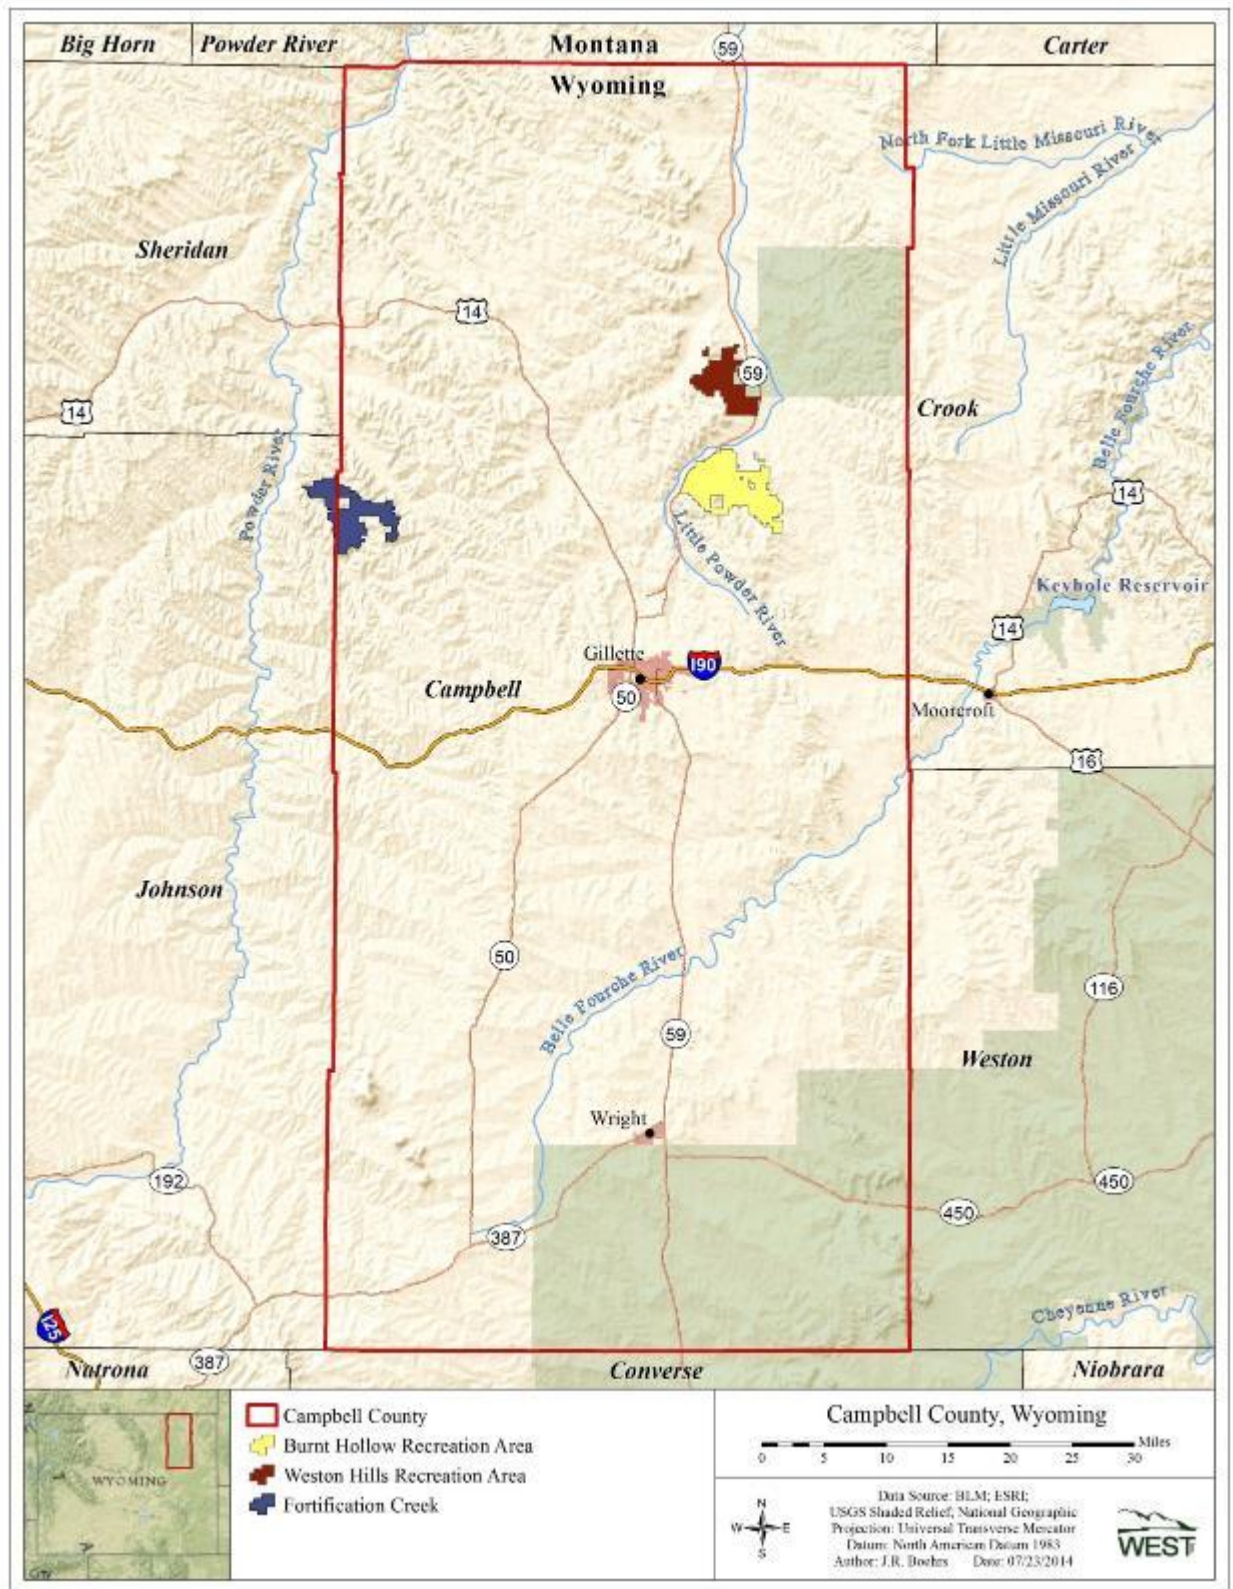 Big Horn
Powder River
Montana
59
Carter
Wyoming
North Fork Little Missouri River
Little Missouri River
Sheridan
14
14
59
Crook
Belle Fourche River
Powder River
14
Little Powder River
Keyhole Reservoir
14
Gillette
I90
Campbell
50
Moorcroft
16
Johnson
50
Belle Fourche River
116
59
Weston
Wright
192
450
450
387
Cheyenne River
I25
Natrona
387
Converse
Niobrara
WYOMING
Campbell County
Burnt Hollow Recreation Area
Weston Hills Recreation Area
Fortification Creek
Campbell County, Wyoming
Miles
0 5 10 15 20 25 30
N
W E
S
Data Source: BLM; ESRI;
USGS Shaded Relief, National Geographic
Projection: Universal Transverse Mercator
Datum: North American Datum 1983
Author: J.R. Boehrs Date: 07/23/2014
WEST